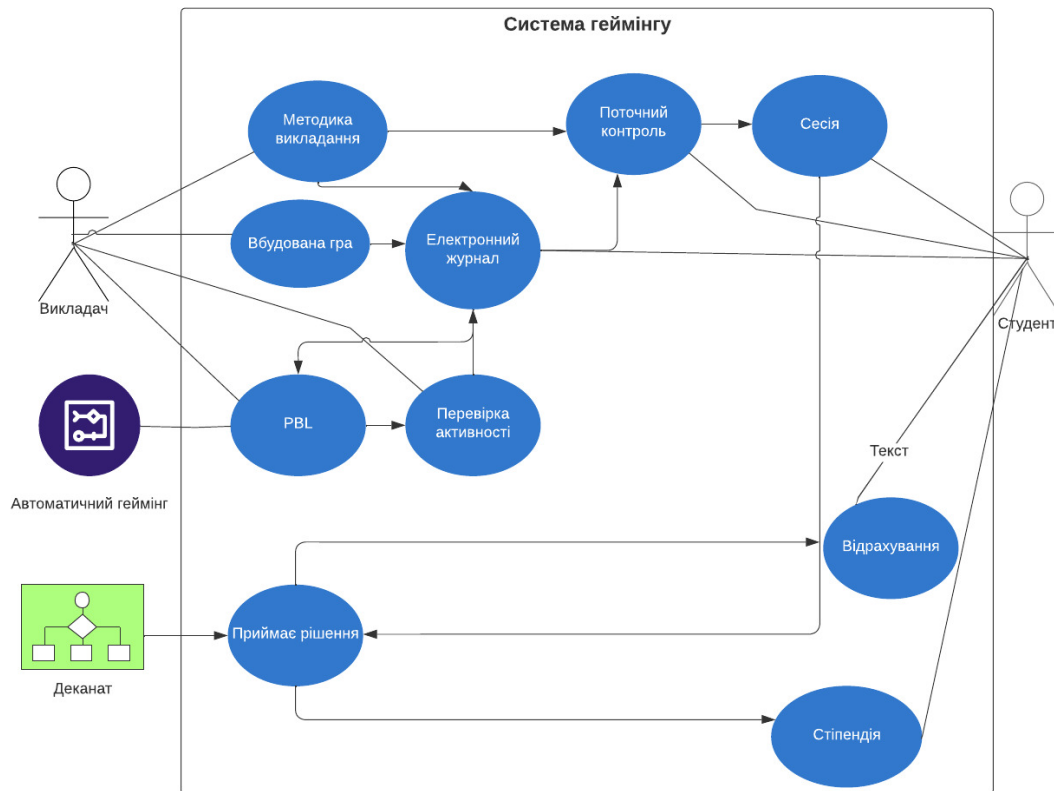 Система геймінгу
Методика
викладання
Поточний
контроль
Сесія
Вбудована гра
Електронний
журнал
Викладач
Студент
PBL
Перевірка
активності
Текст
Автоматичний геймінг
Відрахування
Приймає рішення
Деканат
Стіпендія